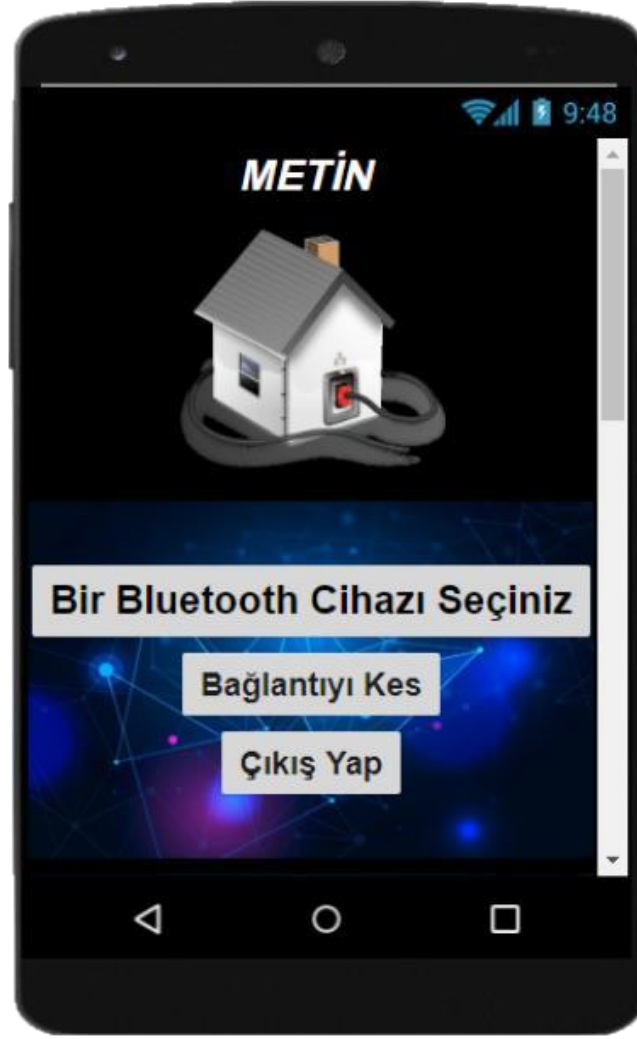 9:48
METİN
Bir Bluetooth Cihazı Seçiniz
Bağlantıyı Kes
Çıkış Yap